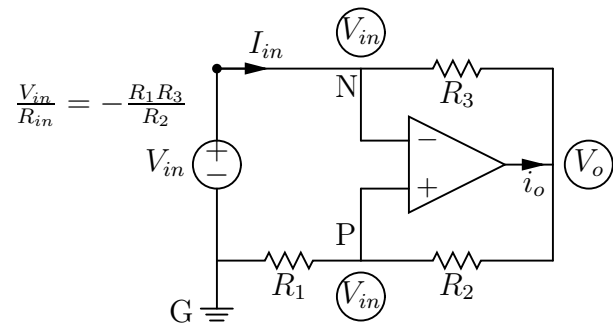 V_in
I_in
N
R_3
V_in/R_in = -R_1R_3/R_2
−
V_in
+
−
+
i_o
V_o
P
R_1
R_2
G
V_in